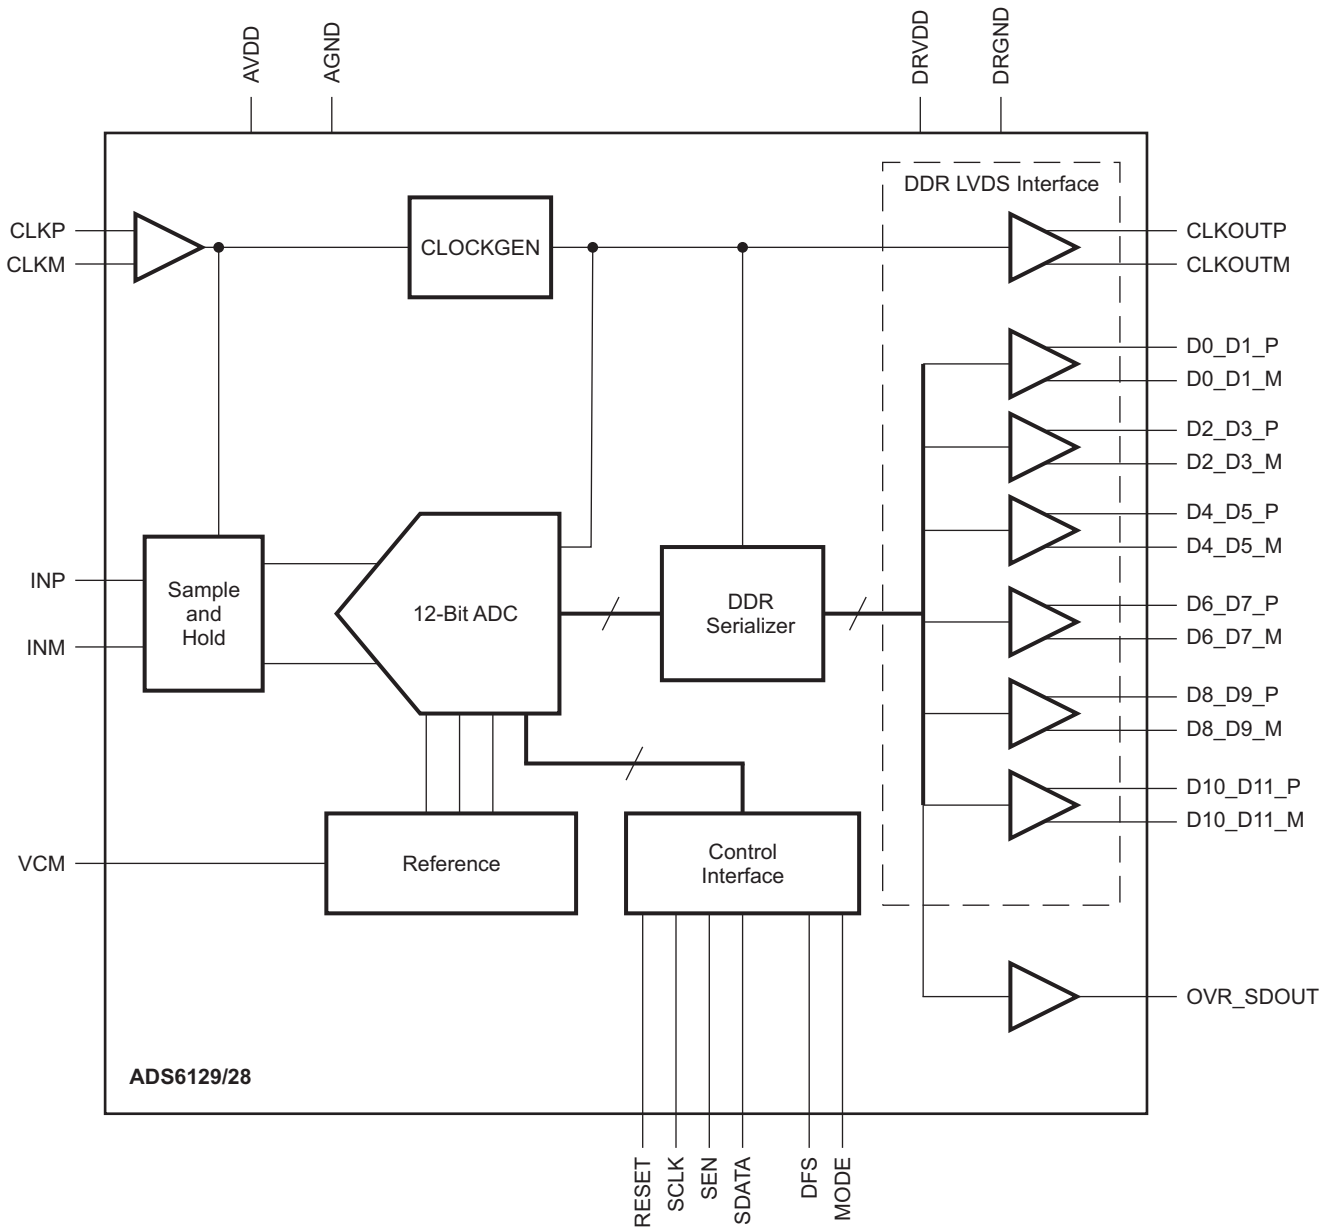 AVDD
AGND
DRVDD
DRGND
DDR LVDS Interface
CLKP
CLKM
CLOCKGEN
CLKOUTP
CLKOUTM
D0_D1_P
D0_D1_M
D2_D3_P
D2_D3_M
D4_D5_P
D4_D5_M
INP
INM
Sample
and
Hold
12-Bit ADC
DDR
Serializer
D6_D7_P
D6_D7_M
D8_D9_P
D8_D9_M
D10_D11_P
D10_D11_M
VCM
Reference
Control
Interface
OVR_SDOUT
ADS6129/28
RESET
SCLK
SEN
SDATA
DFS
MODE